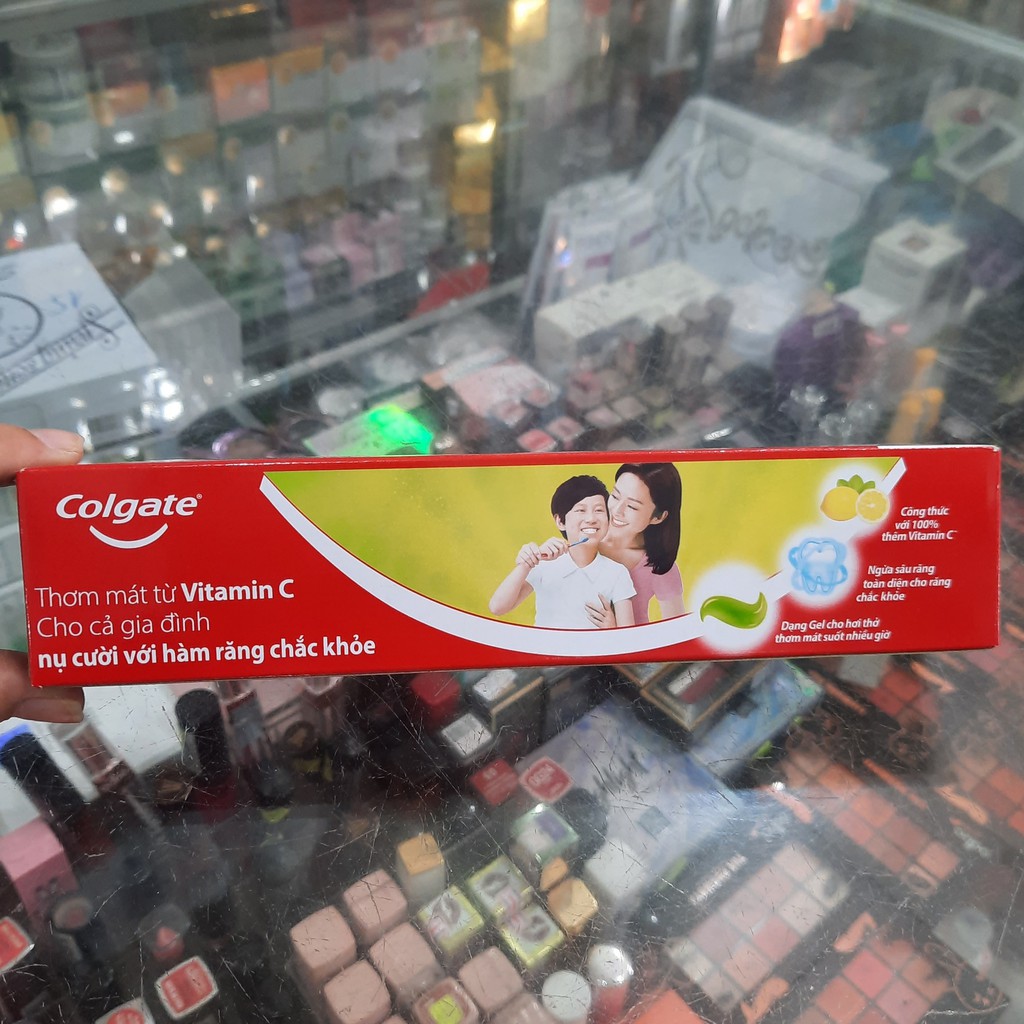 Colgate®
Thơm mát từ Vitamin C
Cho cả gia đình
nụ cười với hàm răng chắc khỏe
Công thức
với 100%
thêm Vitamin C
Ngừa sâu răng
toàn diện cho răng
chắc khỏe
Dạng Gel cho hơi thở
thơm mát suốt nhiều giờ